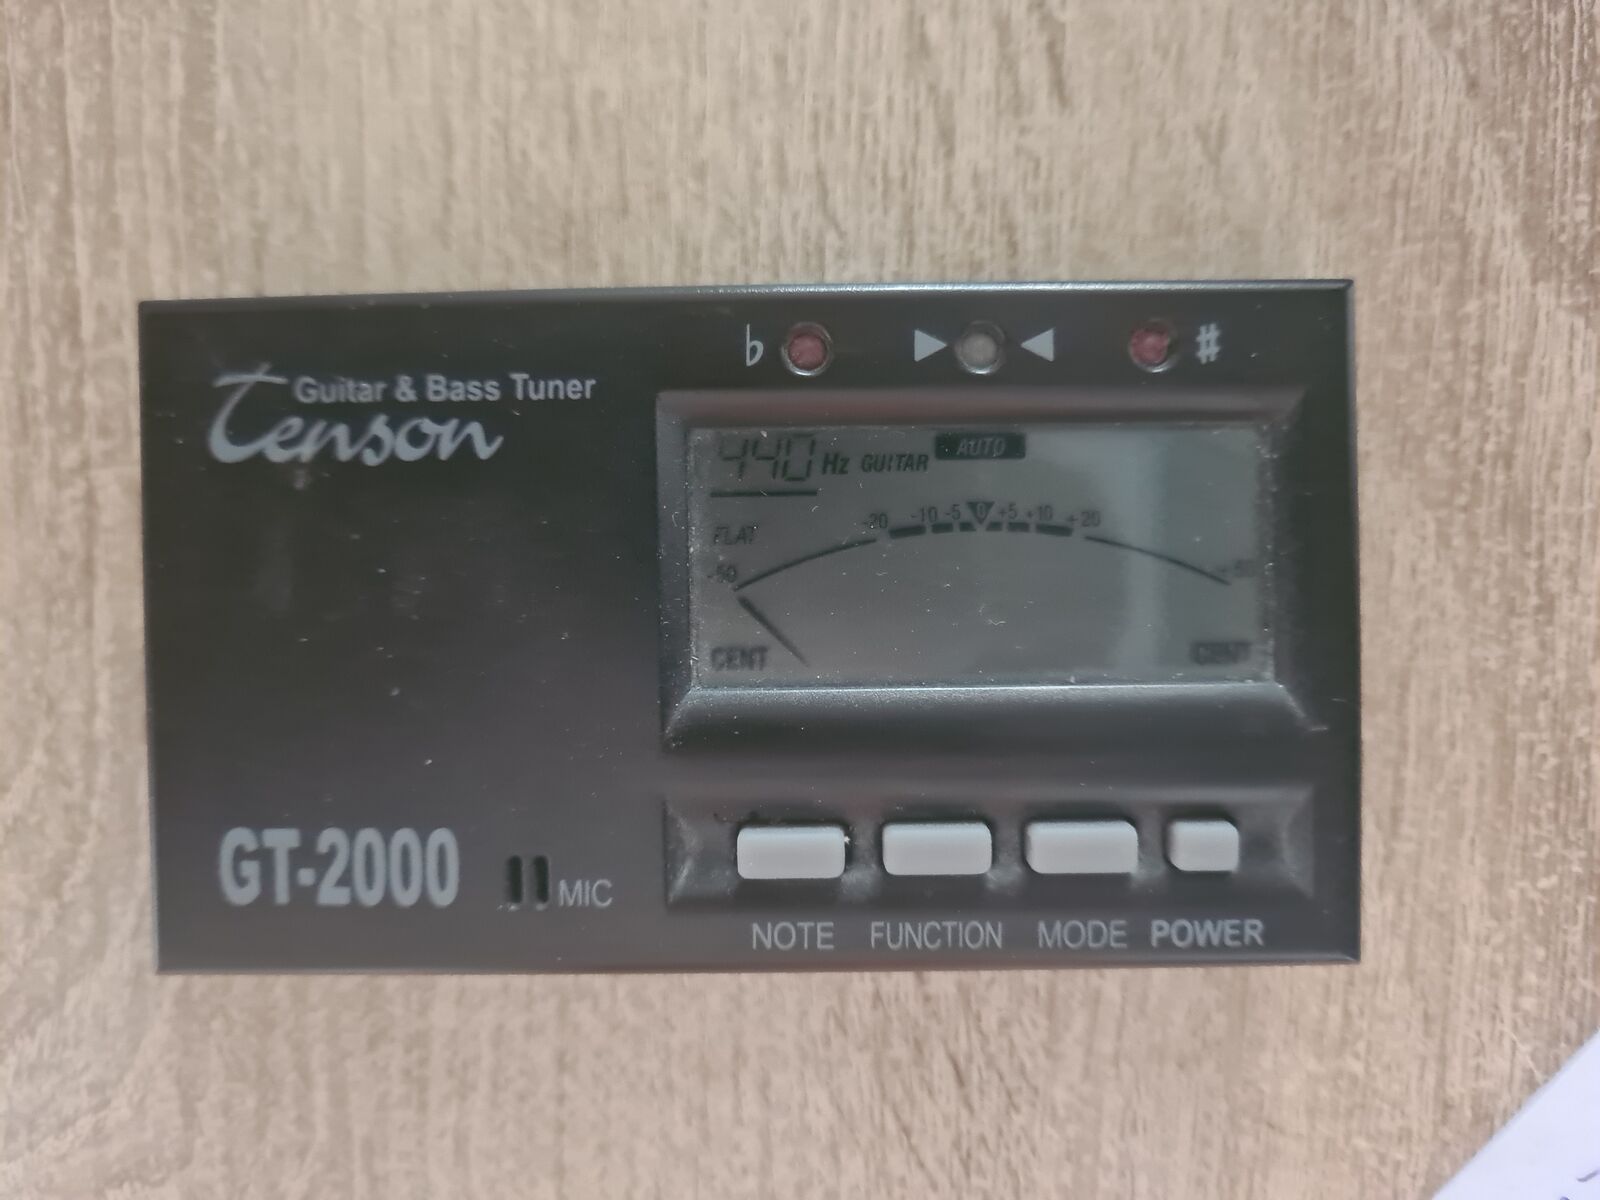 ♭ ▶ ◀ ♯
Guitar & Bass Tuner
Tenson
440 Hz GUITAR AUTO
-20 -10 -5 0 +5 +10 +20
FLAT
-50 +50
CENT CENT
GT-2000
MIC
NOTE FUNCTION MODE POWER